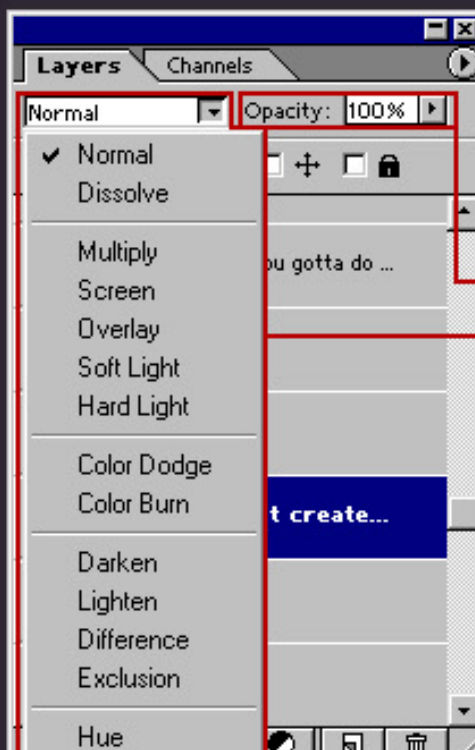 Layers Channels
Normal Opacity: 100%
Normal
Dissolve
Multiply
ou gotta do ...
Screen
Overlay
Soft Light
Hard Light
Color Dodge
Color Burn
t create...
Darken
Lighten
Difference
Exclusion
Hue